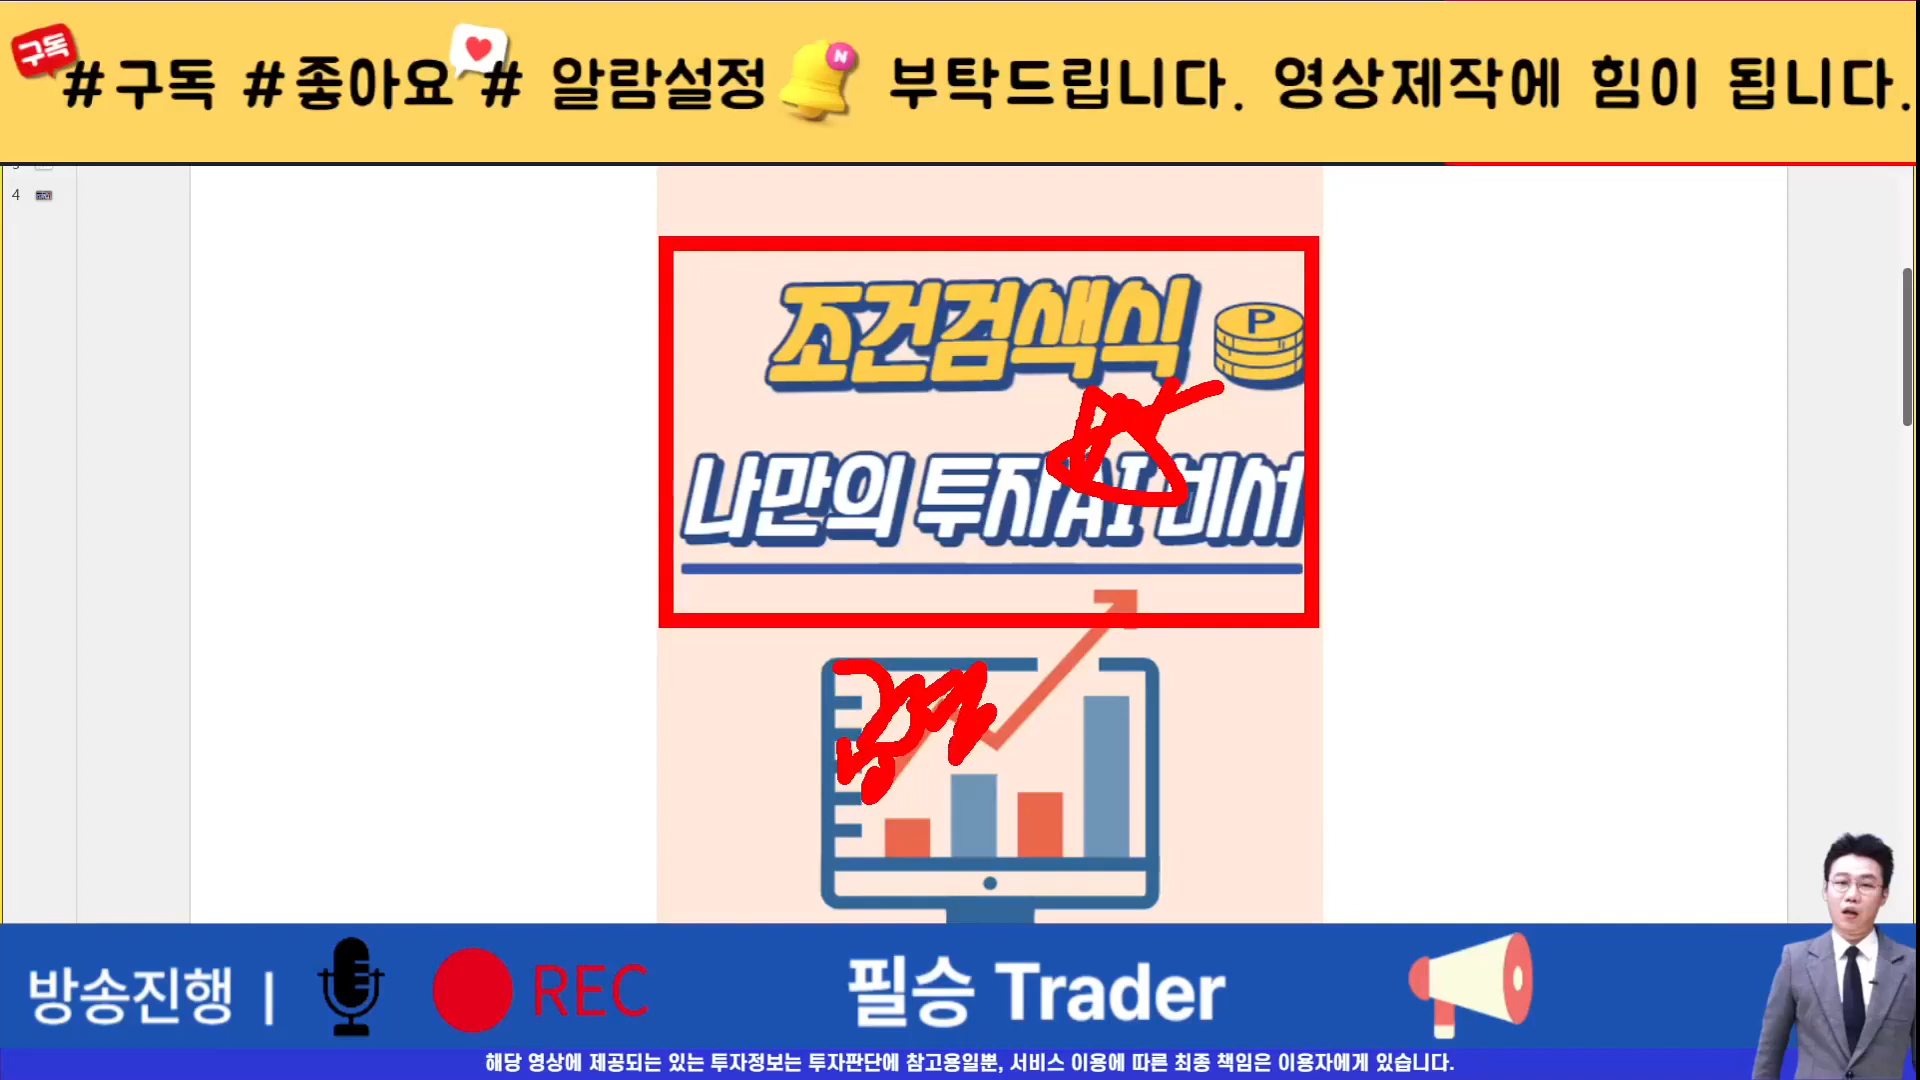 구독
#구독 #좋아요 # 알람설정 N 부탁드립니다. 영상제작에 힘이 됩니다.
4
조건검색식 P
나만의 투자AI 비서
방송진행 | REC 필승 Trader
해당 영상에 제공되는 있는 투자정보는 투자판단에 참고용일뿐, 서비스 이용에 따른 최종 책임은 이용자에게 있습니다.